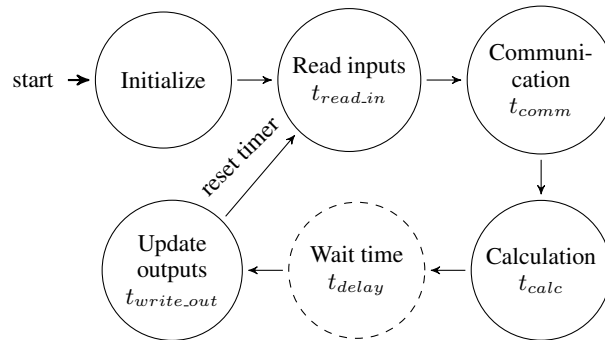 start
Initialize
Read inputs
t_read_in
Communi-
cation
t_comm
reset timer
Update
outputs
t_write_out
Wait time
t_delay
Calculation
t_calc